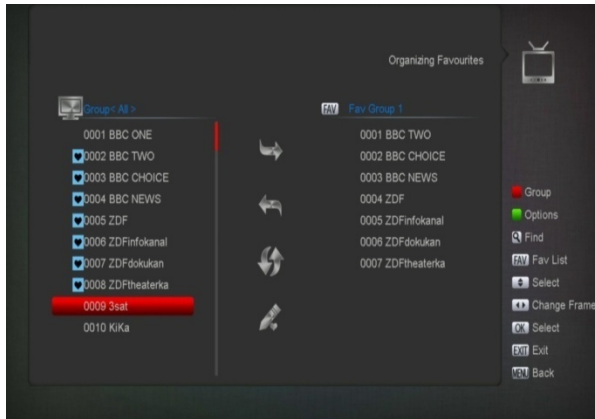 Organizing Favourites
Group< All >
0001 BBC ONE
0002 BBC TWO
0003 BBC CHOICE
0004 BBC NEWS
0005 ZDF
0006 ZDFinfokanal
0007 ZDFdokukan
0008 ZDFtheaterka
0009 3sat
0010 KiKa
FAV Fav Group 1
0001 BBC TWO
0002 BBC CHOICE
0003 BBC NEWS
0004 ZDF
0005 ZDFinfokanal
0006 ZDFdokukan
0007 ZDFtheaterka
Group
Options
Find
FAV Fav List
Select
Change Frame
OK Select
EXIT Exit
MENU Back